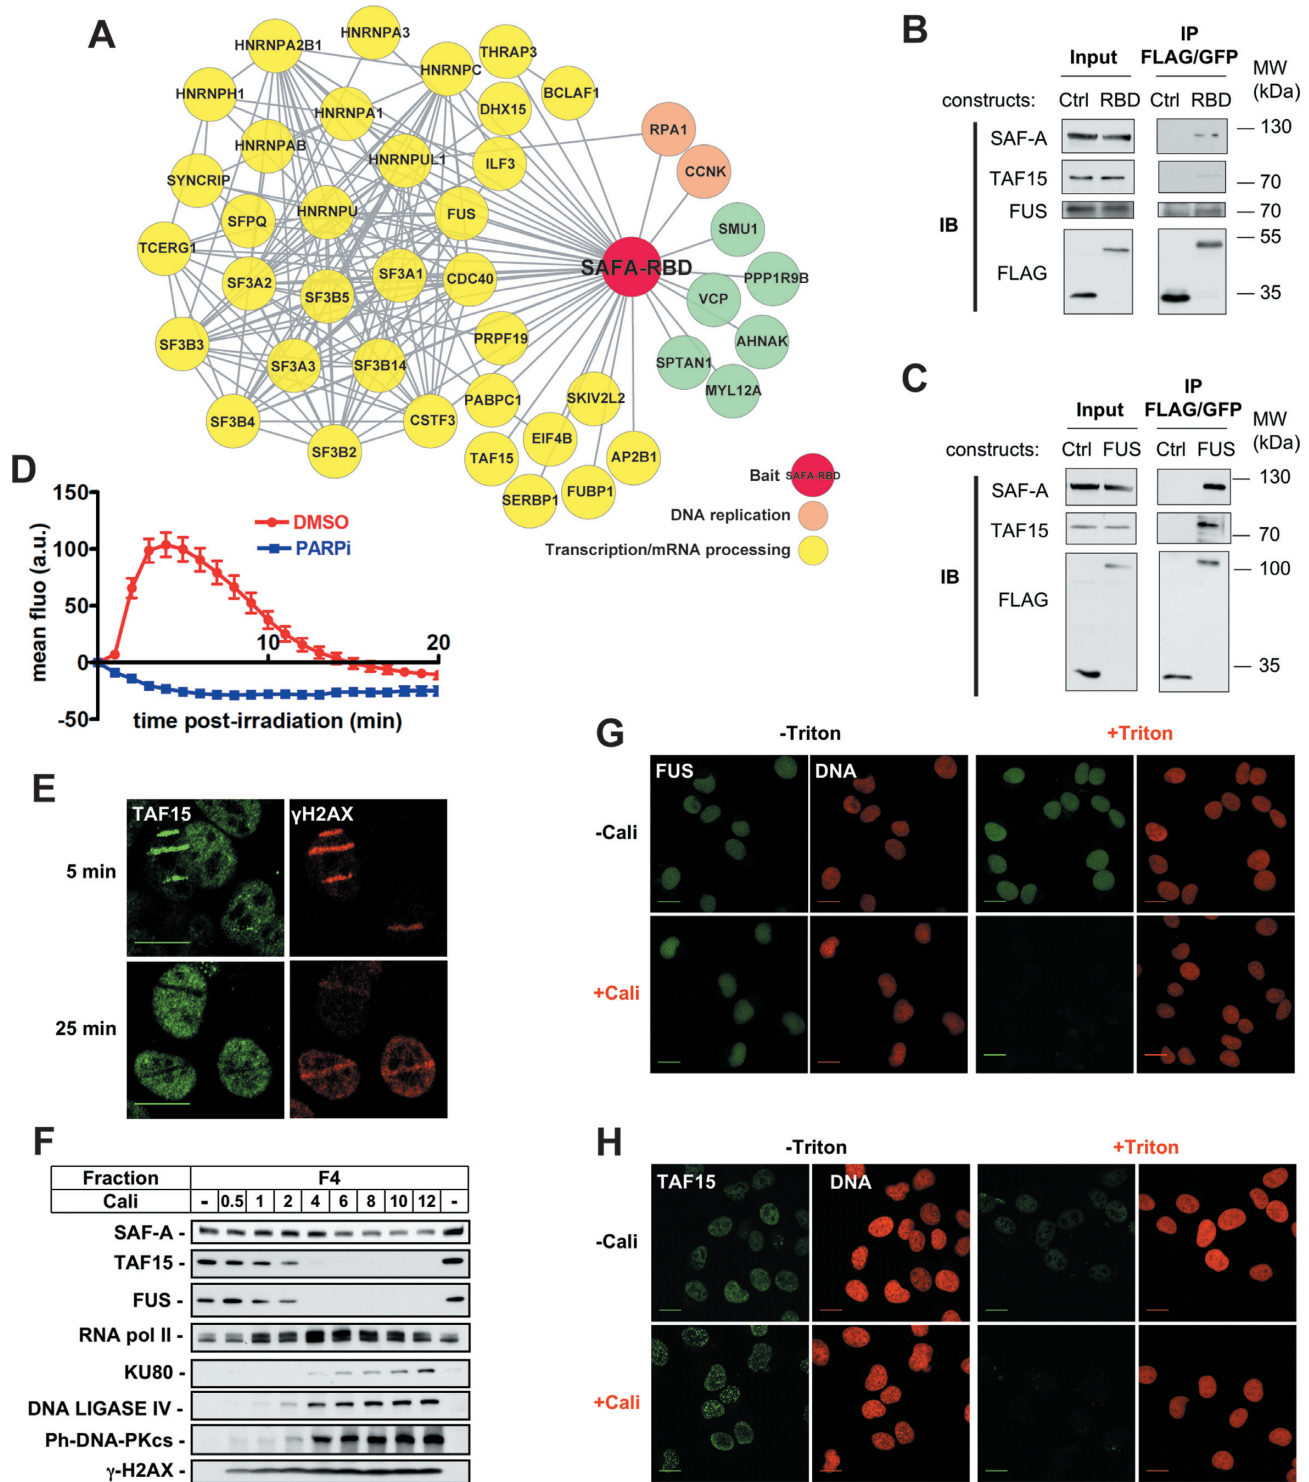 A
HNRNPA3
HNRNPA2B1
THRAP3
HNRNPC
BCLAF1
HNRNPH1
DHX15
HNRNPA1
RPA1
HNRNPAB
HNRNPUL1
ILF3
CCNK
SYNCRIP
HNRNPU
SFPQ
FUS
SMU1
TCERG1
SAFA-RBD
SF3A1
CDC40
PPP1R9B
SF3A2
SF3B5
VCP
PRPF19
AHNAK
SF3B3
SF3A3
SF3B14
SPTAN1
MYL12A
PABPC1
SKIV2L2
SF3B4
CSTF3
EIF4B
SF3B2
TAF15
AP2B1
SERBP1
FUBP1
Bait
SAFA-RBD
DNA replication
Transcription/mRNA processing
B
IP
Input
FLAG/GFP
MW
(kDa)
constructs:
Ctrl RBD
Ctrl RBD
SAF-A
130
TAF15
70
FUS
70
IB
55
FLAG
35
C
IP
Input
FLAG/GFP
MW
(kDa)
constructs:
Ctrl FUS
Ctrl FUS
SAF-A
130
TAF15
70
IB
100
FLAG
35
D
150
100
50
0
-50
mean fluo (a.u.)
DMSO
PARPi
10
20
time post-irradiation (min)
E
TAF15
γH2AX
5 min
25 min
F
Fraction
F4
Cali
- 0.5 1 2 4 6 8 10 12 -
SAF-A -
TAF15 -
FUS -
RNA pol II -
KU80 -
DNA LIGASE IV -
Ph-DNA-PKcs -
γ-H2AX -
G
-Triton
+Triton
FUS
DNA
-Cali
+Cali
H
-Triton
+Triton
TAF15
DNA
-Cali
+Cali